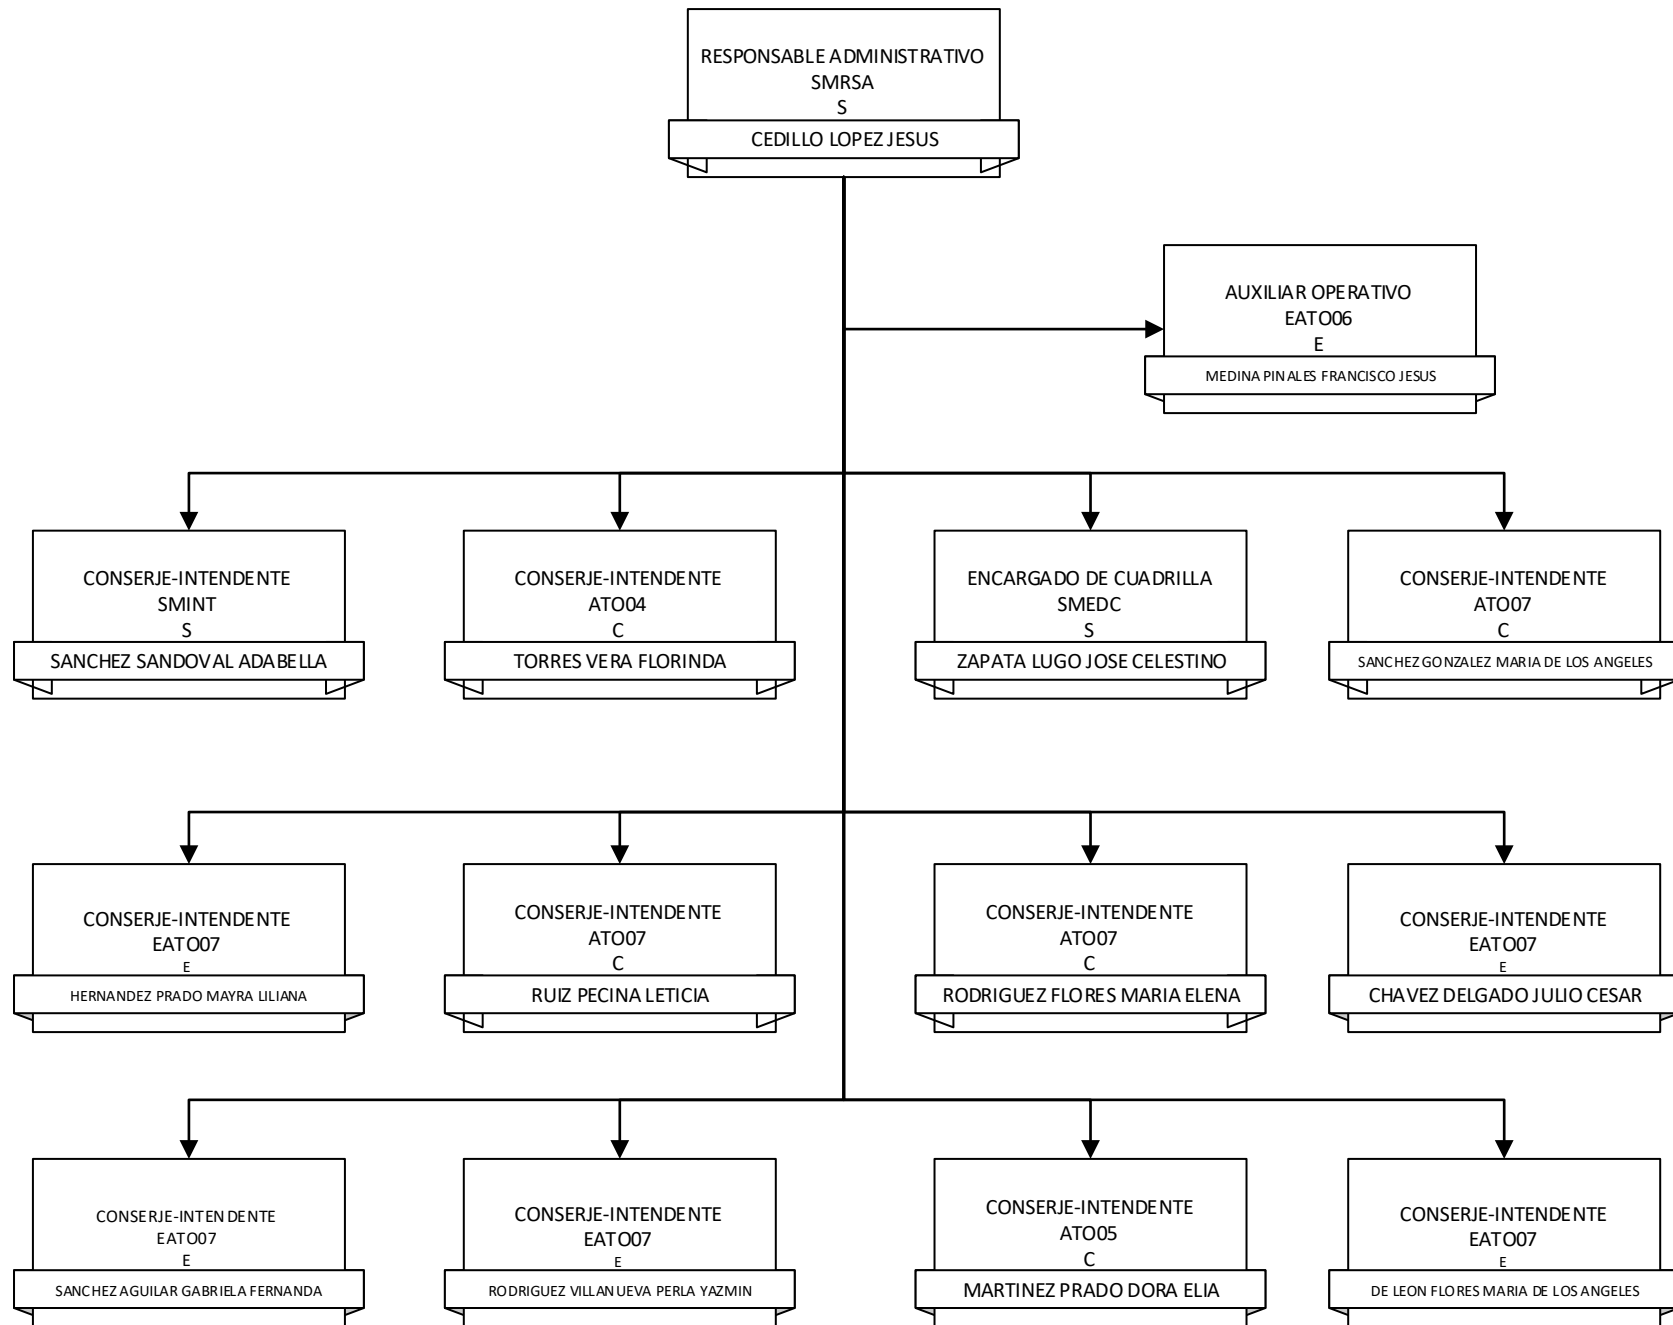 RESPONSABLE ADMINISTRATIVO
SMRSA
S
CEDILLO LOPEZ JESUS
AUXILIAR OPERATIVO
EATO06
E
MEDINA PINALES FRANCISCO JESUS
CONSERJE-INTENDENTE
SMINT
S
SANCHEZ SANDOVAL ADABELLA
CONSERJE-INTENDENTE
ATO04
C
TORRES VERA FLORINDA
ENCARGADO DE CUADRILLA
SMEDC
S
ZAPATA LUGO JOSE CELESTINO
CONSERJE-INTENDENTE
ATO07
C
SANCHEZ GONZALEZ MARIA DE LOS ANGELES
CONSERJE-INTENDENTE
EATO07
E
HERNANDEZ PRADO MAYRA LILIANA
CONSERJE-INTENDENTE
ATO07
C
RUIZ PECINA LETICIA
CONSERJE-INTENDENTE
ATO07
C
RODRIGUEZ FLORES MARIA ELENA
CONSERJE-INTENDENTE
EATO07
E
CHAVEZ DELGADO JULIO CESAR
CONSERJE-INTENDENTE
EATO07
E
SANCHEZ AGUILAR GABRIELA FERNANDA
CONSERJE-INTENDENTE
EATO07
E
RODRIGUEZ VILLANUEVA PERLA YAZMIN
CONSERJE-INTENDENTE
ATO05
C
MARTINEZ PRADO DORA ELIA
CONSERJE-INTENDENTE
EATO07
E
DE LEON FLORES MARIA DE LOS ANGELES